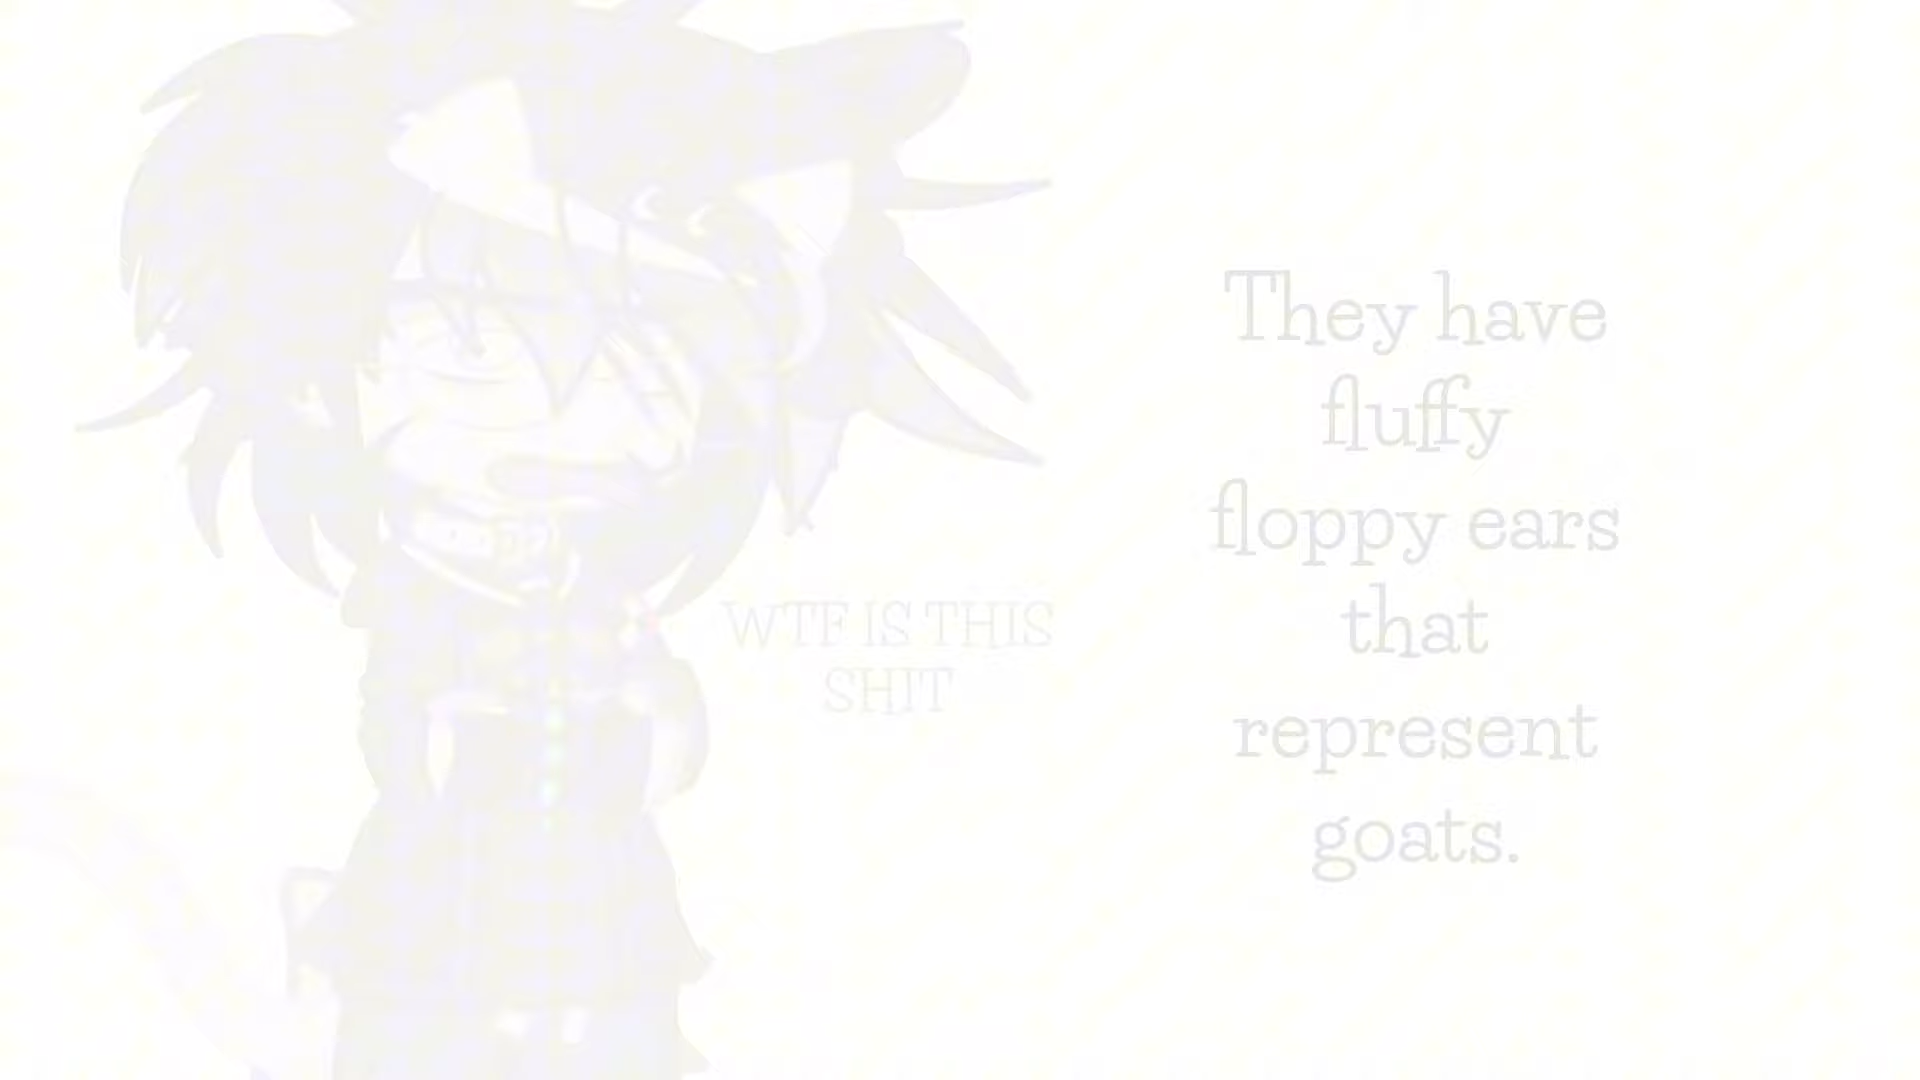 WTF IS THIS
SHIT
They have
fluffy
floppy ears
that
represent
goats.